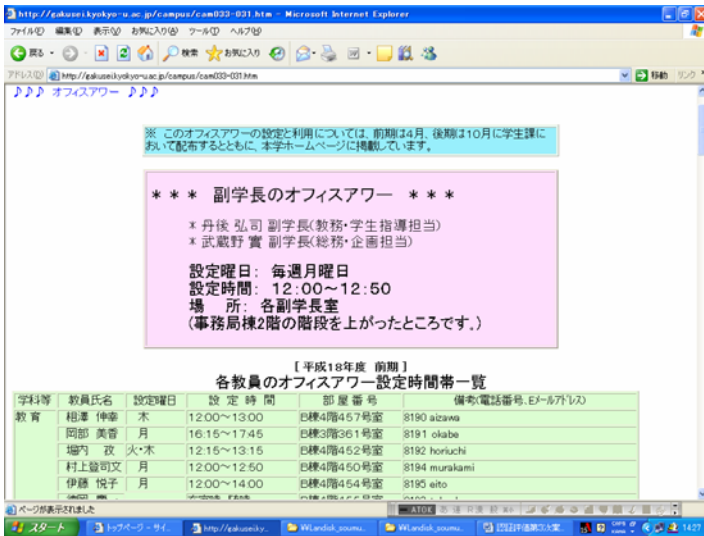 http://gakusei.kyokyo-u.ac.jp/campus/cam033-031.htm - Microsoft Internet Explorer
ファイル(F) 編集(E) 表示(V) お気に入り(A) ツール(T) ヘルプ(H)
戻る 検索 お気に入り
アドレス(D) http://gakusei.kyokyo-u.ac.jp/campus/cam033-031.htm 移動 リンク
♪♪♪ オフィスアワー ♪♪♪
※ このオフィスアワーの設定と利用については、前期は4月、後期は10月に学生課に
おいて配布するとともに、本学ホームページに掲載しています。
＊＊＊ 副学長のオフィスアワー ＊＊＊
* 丹後 弘司 副学長(教務・学生指導担当)
* 武蔵野 實 副学長(総務・企画担当)
設定曜日: 毎週月曜日
設定時間: 12:00～12:50
場 所: 各副学長室
(事務局棟2階の階段を上がったところです。)
[ 平成18年度 前期 ]
各教員のオフィスアワー設定時間帯一覧
学科等 教員氏名 設定曜日 設定時間 部屋番号 備考(電話番号、Eメールアドレス)
教育 相澤 伸幸 木 12:00～13:00 B棟4階457号室 8190 aizawa
岡部 美香 月 16:15～17:45 B棟3階361号室 8191 okabe
堀内 孜 火・木 12:15～13:15 B棟4階452号室 8192 horiuchi
村上登司文 月 12:00～12:50 B棟4階450号室 8194 murakami
伊藤 悦子 月 12:00～14:00 B棟4階454号室 8195 eito
ページが表示されました
ATOK
スタート トップページ - サイ... http://gakusei.ky... ¥¥Landisk_soumu... ¥¥Landisk_soumu... 14:27